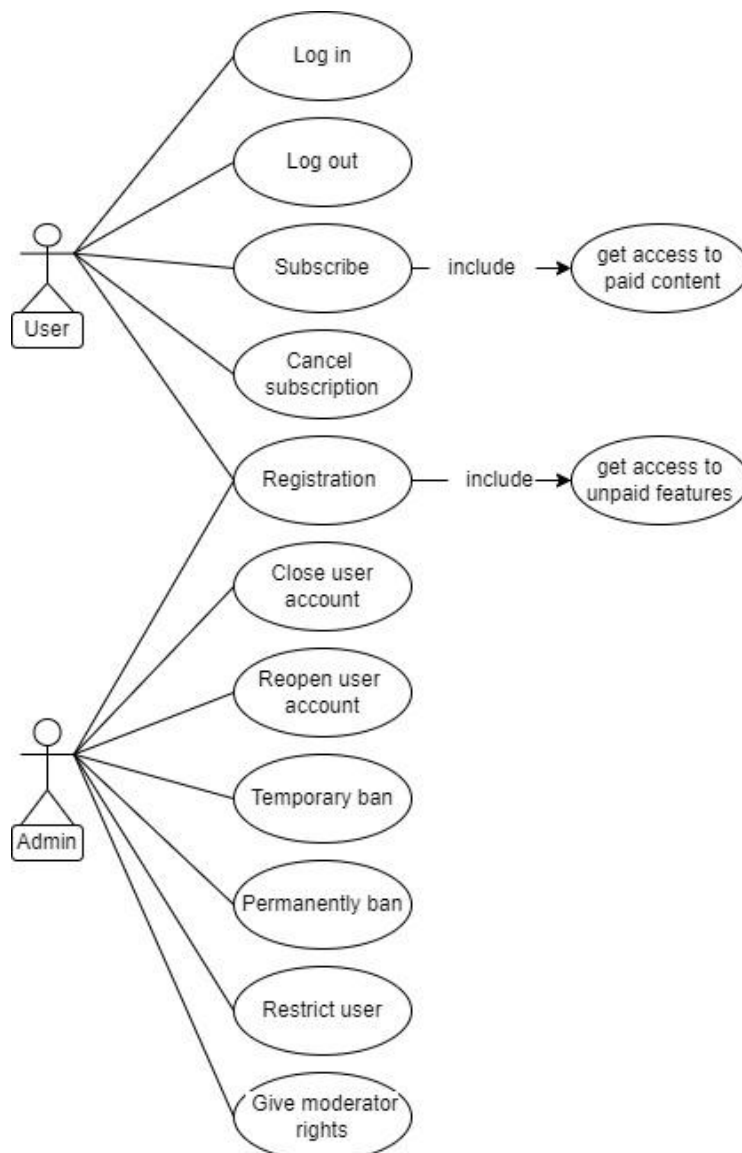 Log in
Log out
Subscribe
include
get access to
paid content
User
Cancel
subscription
Registration
include
get access to
unpaid features
Close user
account
Reopen user
account
Admin
Temporary ban
Permanently ban
Restrict user
Give moderator
rights